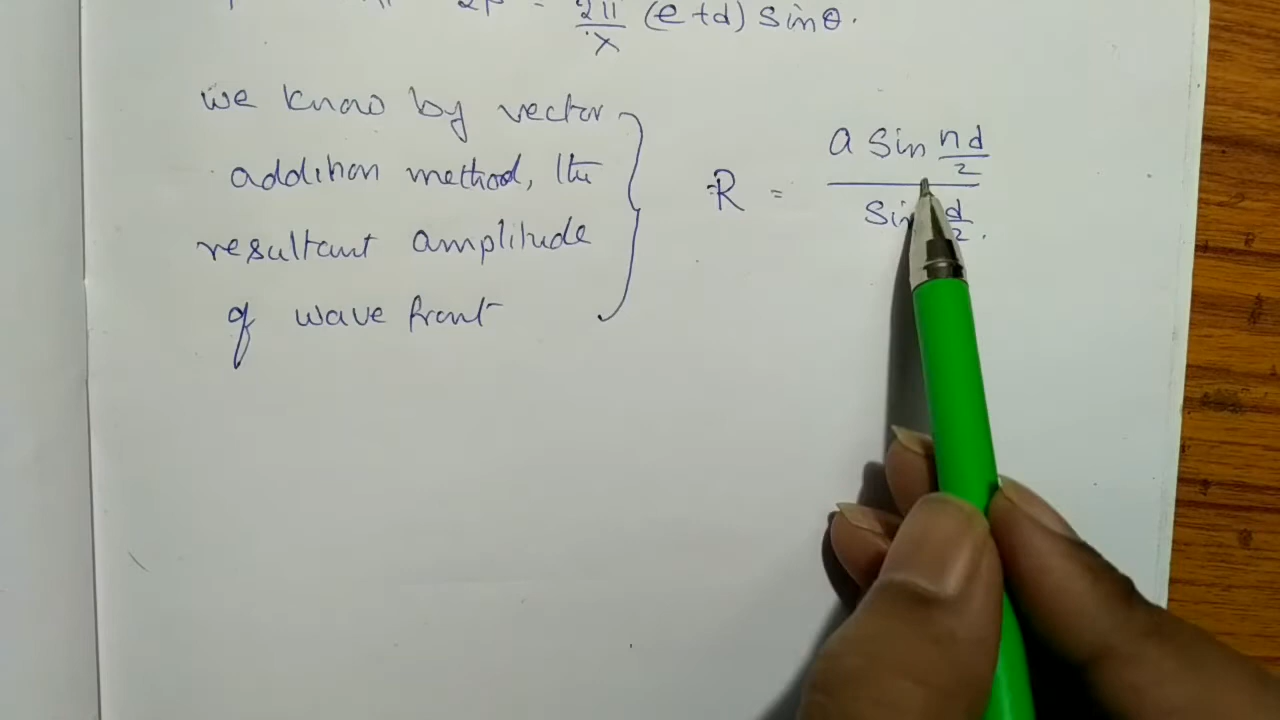 2β = 2π/λ (e+d) sinθ.
we know by vector
addition method, the
resultant amplitude
of wave front
R = a sin nd/2 / sin d/2.